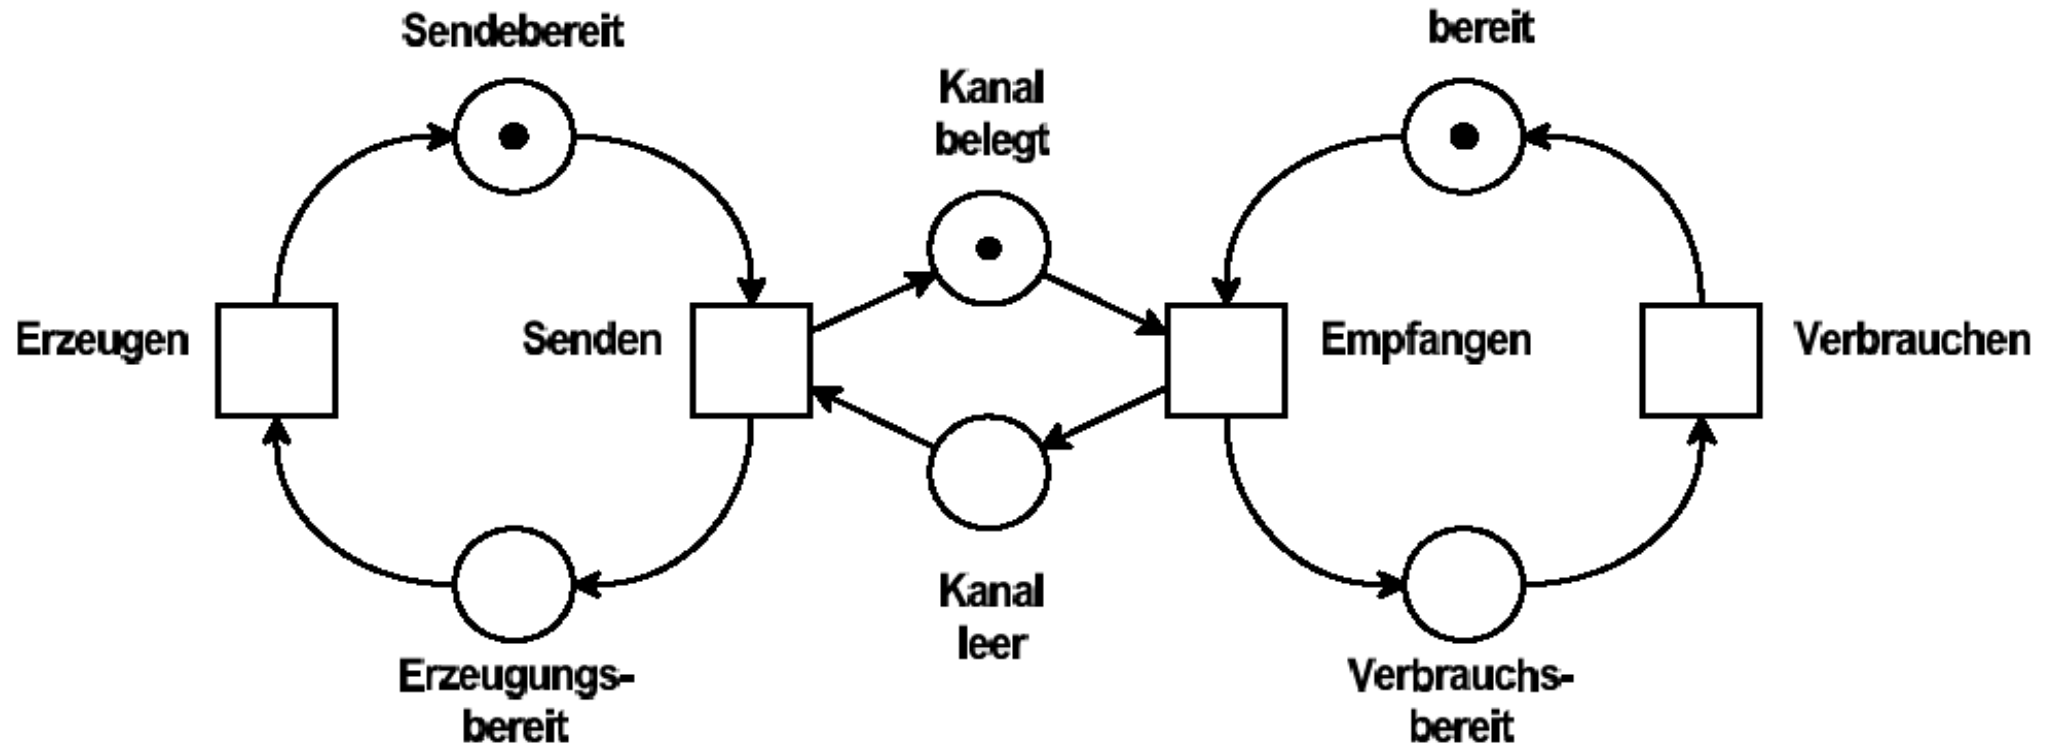 Sendebereit
bereit
Kanal
belegt
Erzeugen
Senden
Empfangen
Verbrauchen
Kanal
leer
Erzeugungs-
bereit
Verbrauchs-
bereit